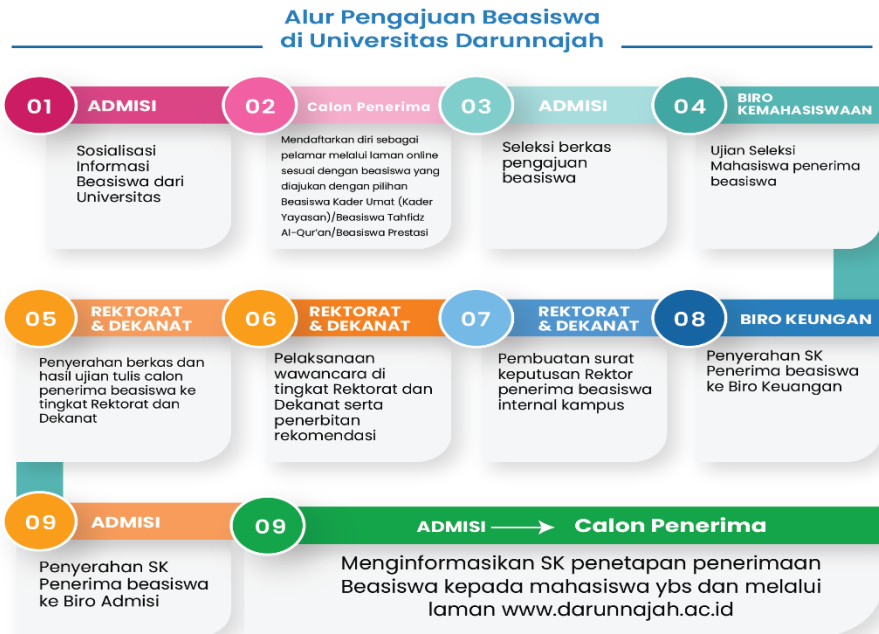 Alur Pengajuan Beasiswa
di Universitas Darunnajah
01
ADMISI
Sosialisasi
Informasi
Beasiswa dari
Universitas
02
Calon Penerima
Mendaftarkan diri sebagai
pelamar melalui laman online
sesuai dengan beasiswa yang
diajukan dengan pilihan
Beasiswa Kader Umat (Kader
Yayasan)/Beasiswa Tahfidz
Al-Qur'an/Beasiswa Prestasi
03
ADMISI
Seleksi berkas
pengajuan
beasiswa
04
BIRO
KEMAHASISWAAN
Ujian Seleksi
Mahasiswa penerima
beasiswa
05
REKTORAT
& DEKANAT
Penyerahan berkas dan
hasil ujian tulis calon
penerima beasiswa ke
tingkat Rektorat dan
Dekanat
06
REKTORAT
& DEKANAT
Pelaksanaan
wawancara di
tingkat Rektorat dan
Dekanat serta
penerbitan
rekomendasi
07
REKTORAT
& DEKANAT
Pembuatan surat
keputusan Rektor
penerima beasiswa
internal kampus
08
BIRO KEUNGAN
Penyerahan SK
Penerima beasiswa
ke Biro Keuangan
09
ADMISI
Penyerahan SK
Penerima beasiswa
ke Biro Admisi
09
ADMISI → Calon Penerima
Menginformasikan SK penetapan penerimaan
Beasiswa kepada mahasiswa ybs dan melalui
laman www.darunnajah.ac.id